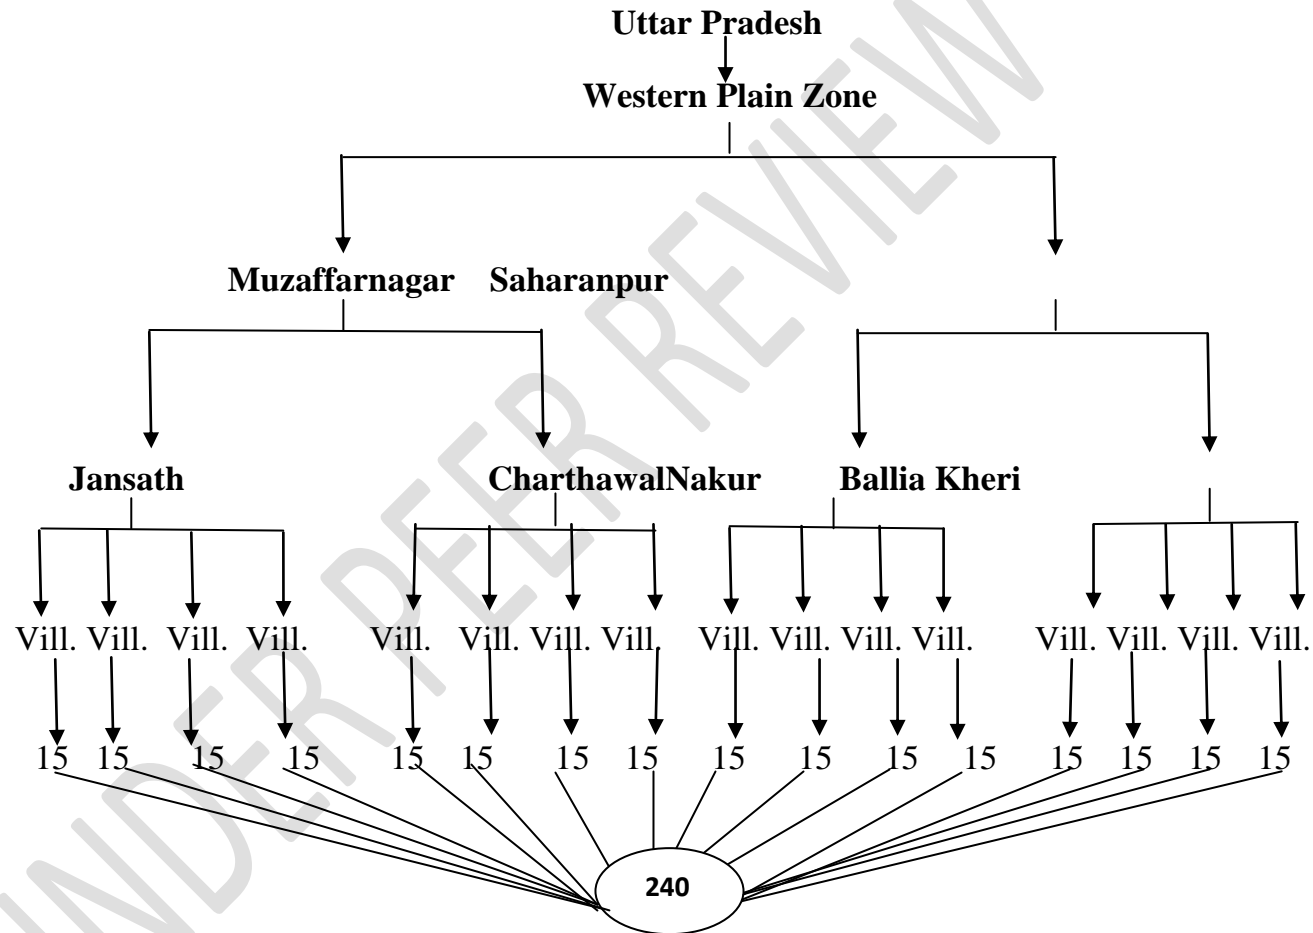 Uttar Pradesh
Western Plain Zone
Muzaffarnagar Saharanpur
Jansath CharthawalNakur Ballia Kheri
Vill. Vill. Vill. Vill. Vill. Vill. Vill. Vill. Vill. Vill. Vill. Vill. Vill. Vill. Vill. Vill.
15 15 15 15 15 15 15 15 15 15 15 15 15 15 15 15
240
UNDER PEER REVIEW